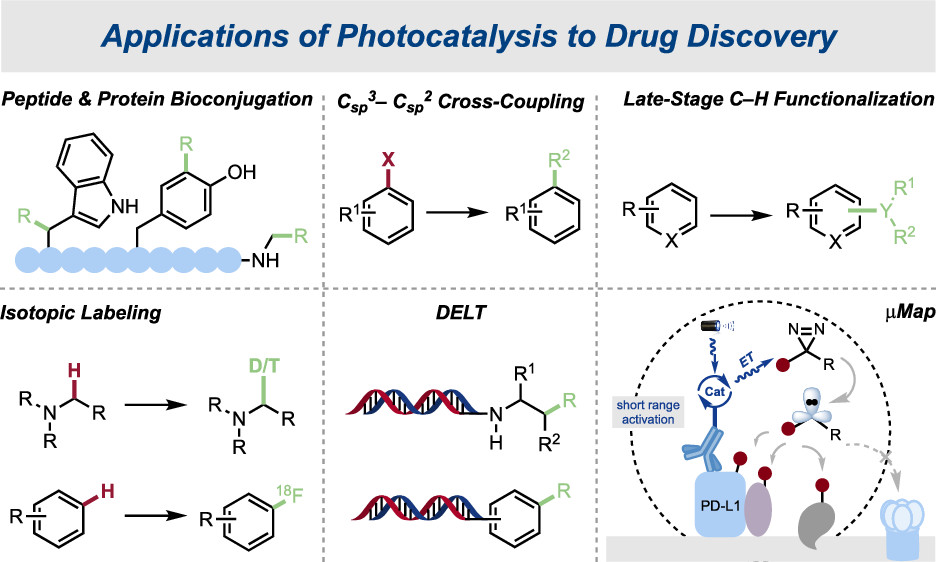 Applications of Photocatalysis to Drug Discovery
Peptide & Protein Bioconjugation
R
NH
R
OH
NH
R
Csp3– Csp2 Cross-Coupling
X
R1
R2
R1
Late-Stage C–H Functionalization
R
X
R
X
Y
R1
R2
Isotopic Labeling
H
N
R
R
R
D/T
N
R
R
R
R
H
R
18F
DELT
N
H
R1
R
R2
R
µMap
ET
Cat
short range
activation
N=N
R
R
PD-L1